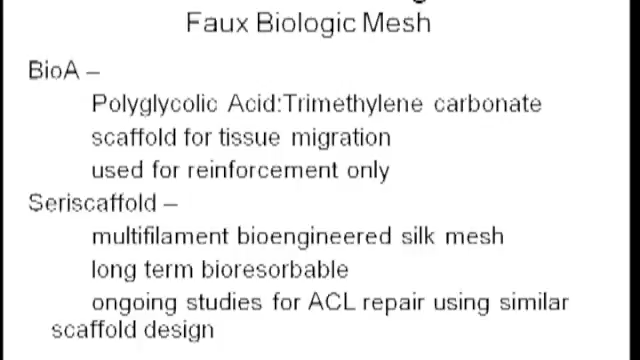 Faux Biologic Mesh
BioA –
Polyglycolic Acid:Trimethylene carbonate
scaffold for tissue migration
used for reinforcement only
Seriscaffold –
multifilament bioengineered silk mesh
long term bioresorbable
ongoing studies for ACL repair using similar
scaffold design